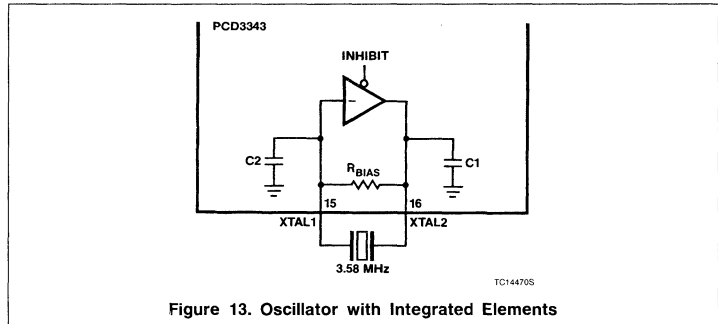 PCD3343
INHIBIT
C2
C1
RBIAS
15
16
XTAL1
XTAL2
3.58 MHz
TC14470S
Figure 13. Oscillator with Integrated Elements